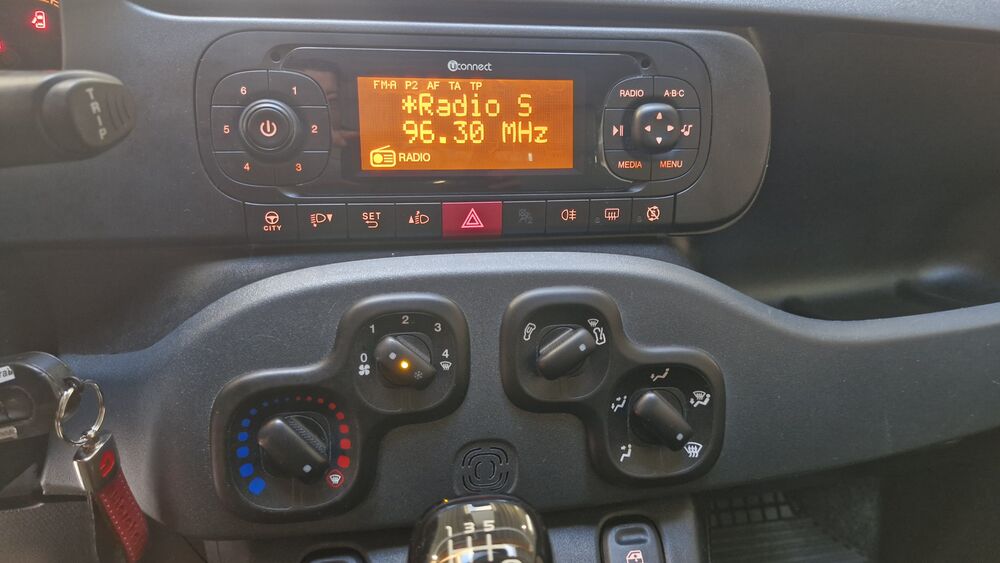 Uconnect
FM-A P2 AF TA TP
*Radio S
96.30 MHz
RADIO
6 1
5 2
4 3
RADIO A·B·C
MEDIA MENU
TRIP
CITY
SET
0 1 2 3 4
1 3 5